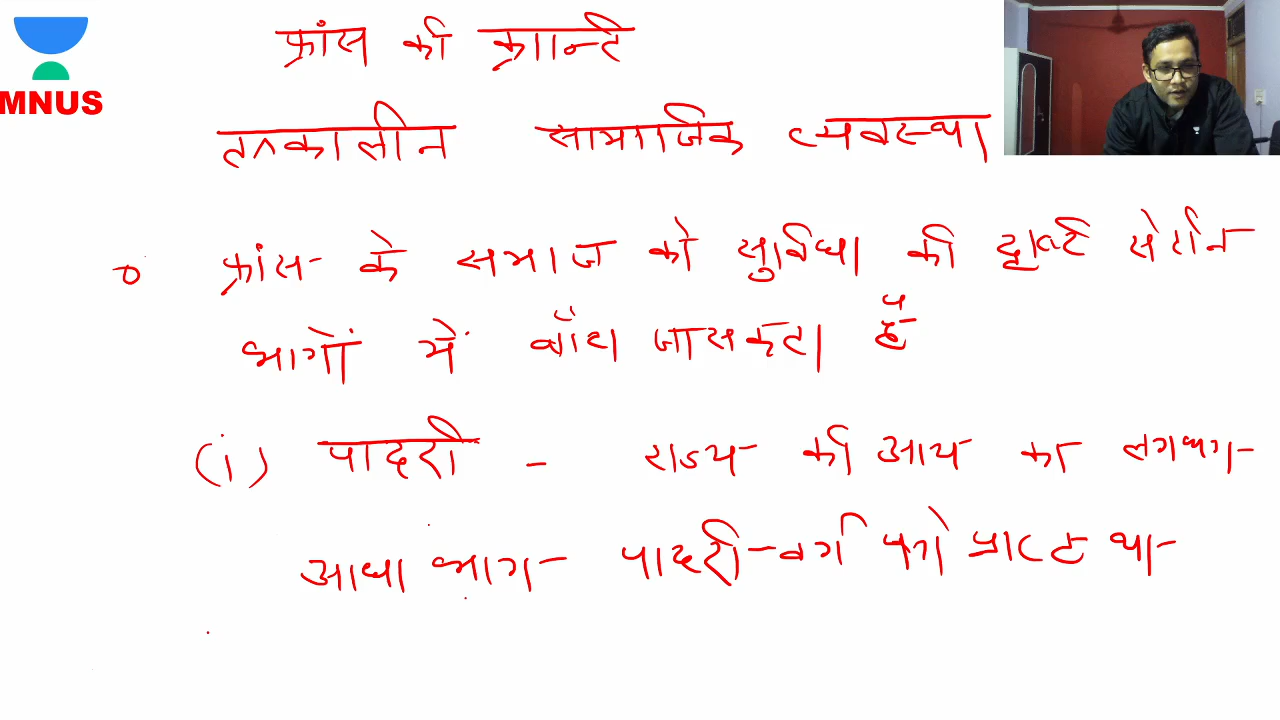 MNUS
फ्रांस की क्रान्ति
तत्कालीन सामाजिक व्यवस्था
फ्रांस के समाज को सुविधा की दृष्टि से तीन
भागों में बाँटा जा सकता है
(i) पादरी - राज्य की आय का लगभग
आधा भाग पादरी वर्ग को प्राप्त था